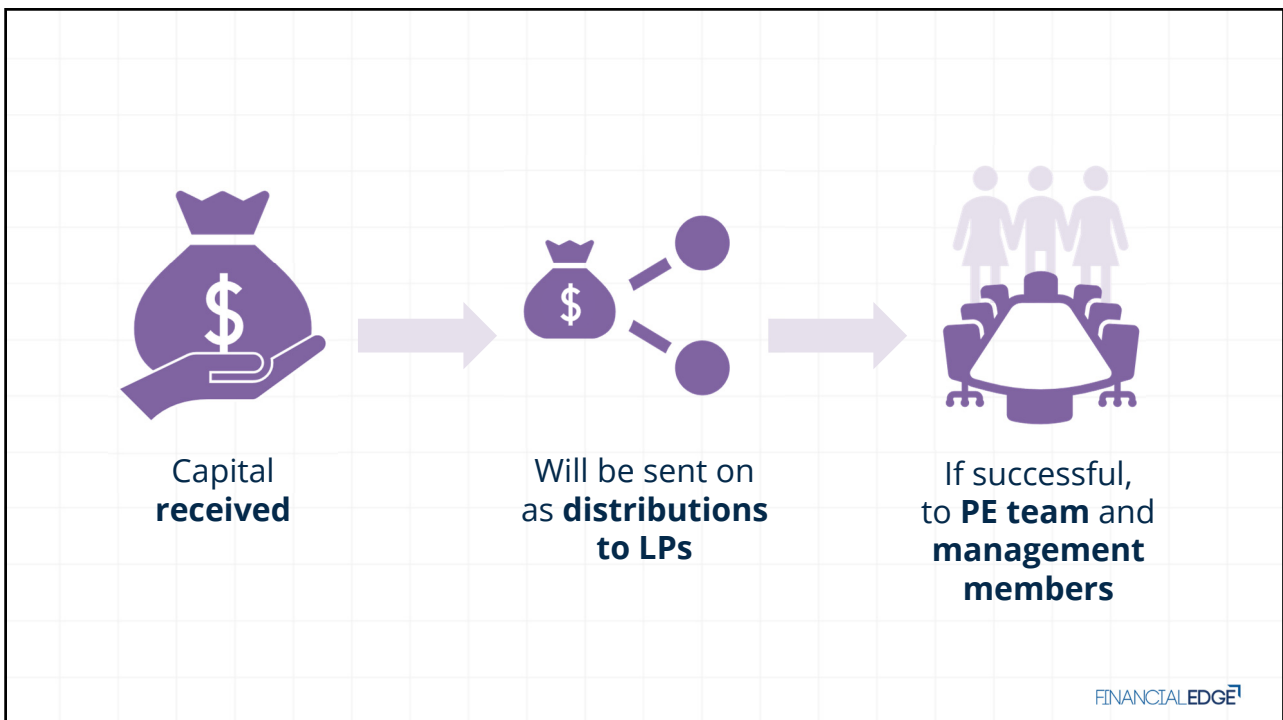 $
$
Capital
received
Will be sent on
as distributions
to LPs
If successful,
to PE team and
management
members
FINANCIALEDGE